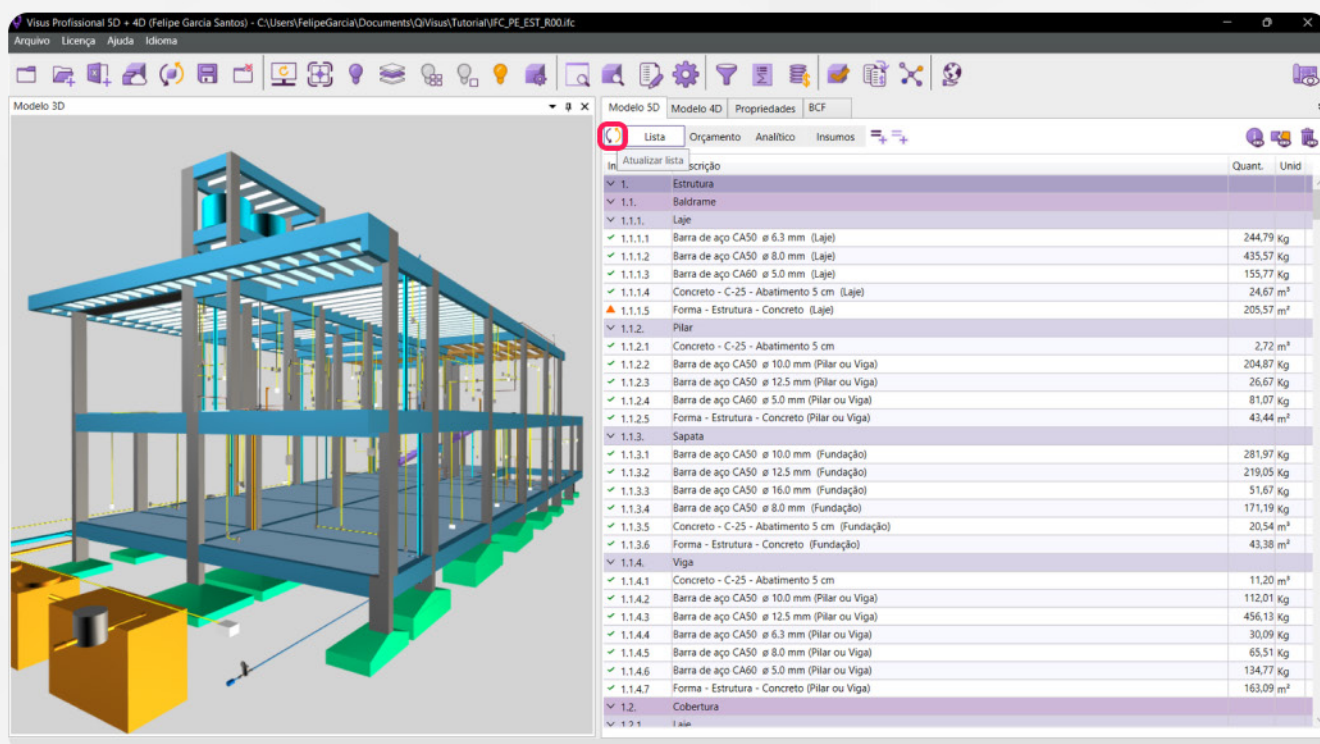 Visus Profissional 5D + 4D (Felipe Garcia Santos) - C:\Users\FelipeGarcia\Documents\QiVisus\Tutorial\IFC_PE_EST_R00.ifc
Arquivo Licença Ajuda Idioma
Modelo 3D
Modelo 5D Modelo 4D Propriedades BCF
Lista Orçamento Analítico Insumos
Atualizar lista
In scrição Quant. Unid
1. Estrutura
1.1. Baldrame
1.1.1. Laje
1.1.1.1 Barra de aço CA50 ø 6.3 mm (Laje) 244,79 Kg
1.1.1.2 Barra de aço CA50 ø 8.0 mm (Laje) 435,57 Kg
1.1.1.3 Barra de aço CA60 ø 5.0 mm (Laje) 155,77 Kg
1.1.1.4 Concreto - C-25 - Abatimento 5 cm (Laje) 24,67 m³
1.1.1.5 Forma - Estrutura - Concreto (Laje) 205,57 m²
1.1.2. Pilar
1.1.2.1 Concreto - C-25 - Abatimento 5 cm 2,72 m³
1.1.2.2 Barra de aço CA50 ø 10.0 mm (Pilar ou Viga) 204,87 Kg
1.1.2.3 Barra de aço CA50 ø 12.5 mm (Pilar ou Viga) 26,67 Kg
1.1.2.4 Barra de aço CA60 ø 5.0 mm (Pilar ou Viga) 81,07 Kg
1.1.2.5 Forma - Estrutura - Concreto (Pilar ou Viga) 43,44 m²
1.1.3. Sapata
1.1.3.1 Barra de aço CA50 ø 10.0 mm (Fundação) 281,97 Kg
1.1.3.2 Barra de aço CA50 ø 12.5 mm (Fundação) 219,05 Kg
1.1.3.3 Barra de aço CA50 ø 16.0 mm (Fundação) 51,67 Kg
1.1.3.4 Barra de aço CA50 ø 8.0 mm (Fundação) 171,19 Kg
1.1.3.5 Concreto - C-25 - Abatimento 5 cm (Fundação) 20,54 m³
1.1.3.6 Forma - Estrutura - Concreto (Fundação) 43,38 m²
1.1.4. Viga
1.1.4.1 Concreto - C-25 - Abatimento 5 cm 11,20 m³
1.1.4.2 Barra de aço CA50 ø 10.0 mm (Pilar ou Viga) 112,01 Kg
1.1.4.3 Barra de aço CA50 ø 12.5 mm (Pilar ou Viga) 456,13 Kg
1.1.4.4 Barra de aço CA50 ø 6.3 mm (Pilar ou Viga) 30,09 Kg
1.1.4.5 Barra de aço CA50 ø 8.0 mm (Pilar ou Viga) 65,51 Kg
1.1.4.6 Barra de aço CA60 ø 5.0 mm (Pilar ou Viga) 134,77 Kg
1.1.4.7 Forma - Estrutura - Concreto (Pilar ou Viga) 163,09 m²
1.2. Cobertura
1.2.1 Laje